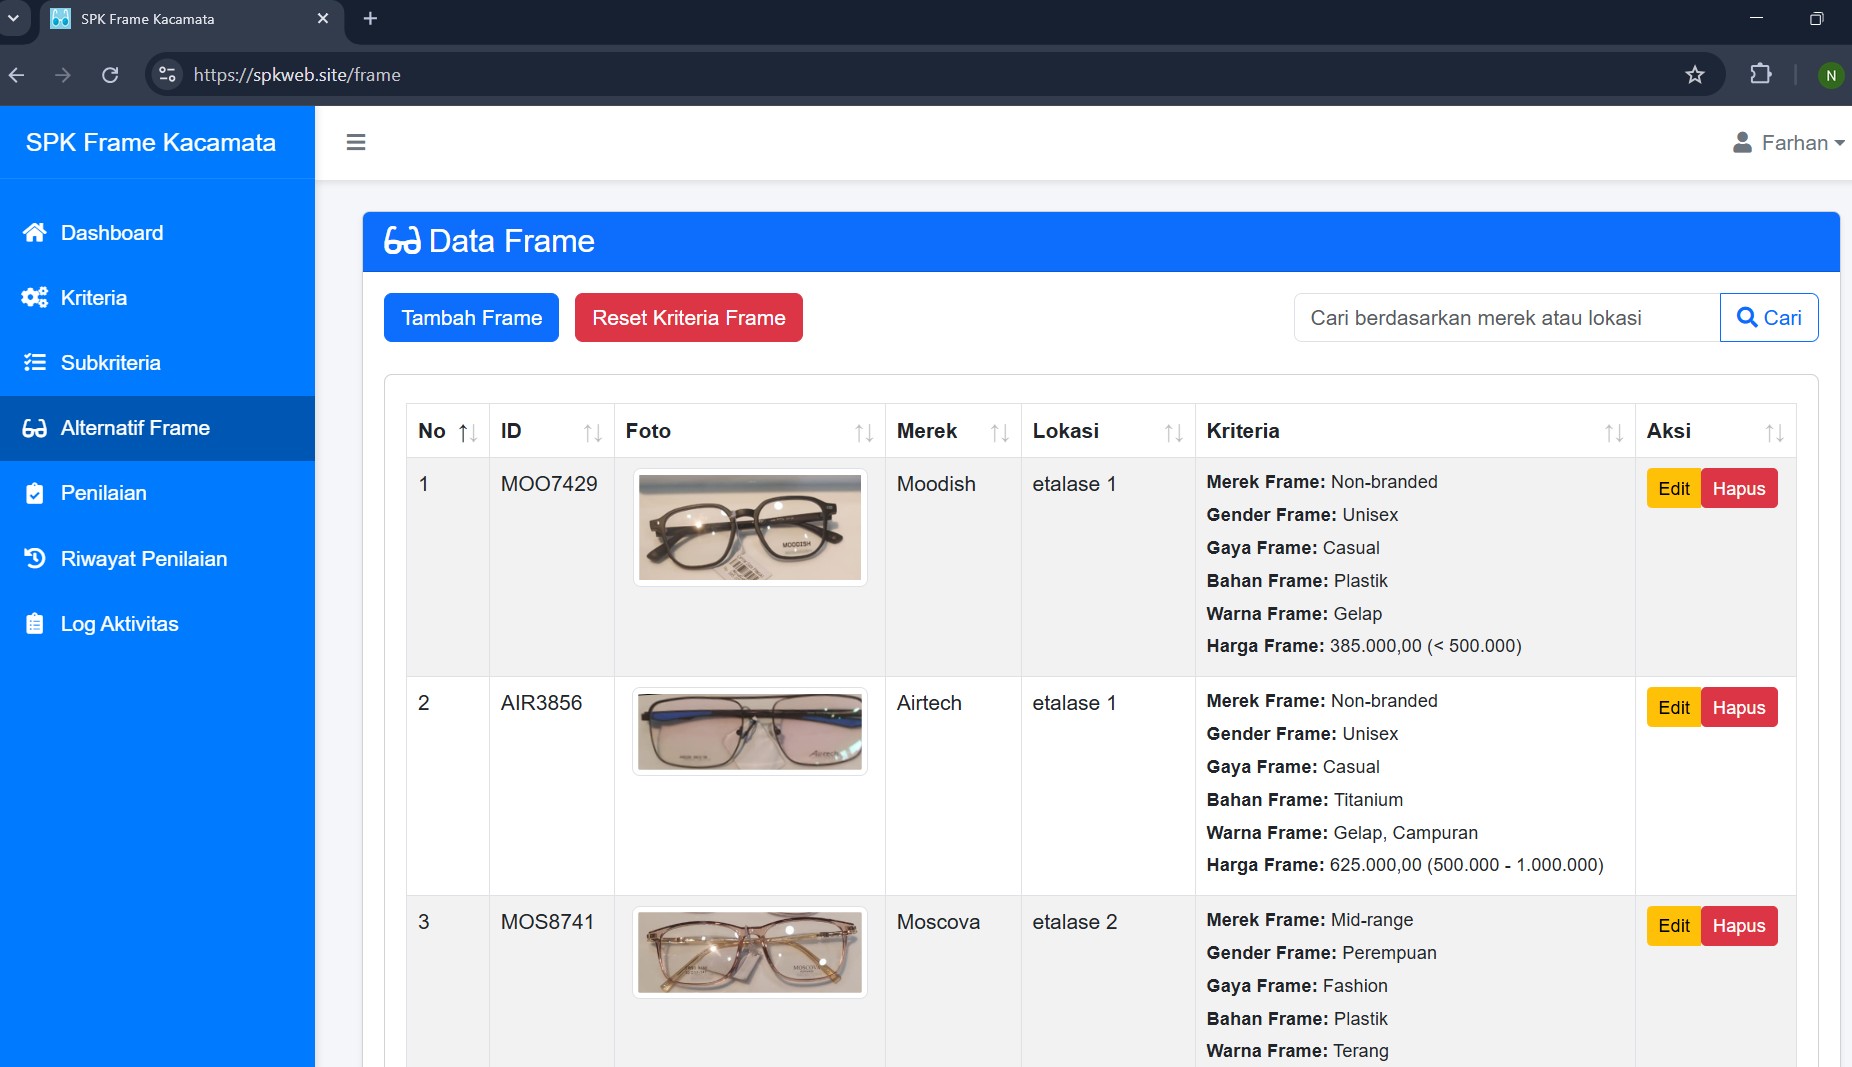 SPK Frame Kacamata
https://spkweb.site/frame
N
SPK Frame Kacamata
Farhan
Dashboard
Kriteria
Subkriteria
Alternatif Frame
Penilaian
Riwayat Penilaian
Log Aktivitas
Data Frame
Tambah Frame
Reset Kriteria Frame
Cari berdasarkan merek atau lokasi
Cari
No
ID
Foto
Merek
Lokasi
Kriteria
Aksi
1
MOO7429
MOODISH
Moodish
etalase 1
Merek Frame: Non-branded
Gender Frame: Unisex
Gaya Frame: Casual
Bahan Frame: Plastik
Warna Frame: Gelap
Harga Frame: 385.000,00 (< 500.000)
Edit
Hapus
2
AIR3856
Airtech
Airtech
etalase 1
Merek Frame: Non-branded
Gender Frame: Unisex
Gaya Frame: Casual
Bahan Frame: Titanium
Warna Frame: Gelap, Campuran
Harga Frame: 625.000,00 (500.000 - 1.000.000)
Edit
Hapus
3
MOS8741
MOSCOVA
Moscova
etalase 2
Merek Frame: Mid-range
Gender Frame: Perempuan
Gaya Frame: Fashion
Bahan Frame: Plastik
Warna Frame: Terang
Edit
Hapus